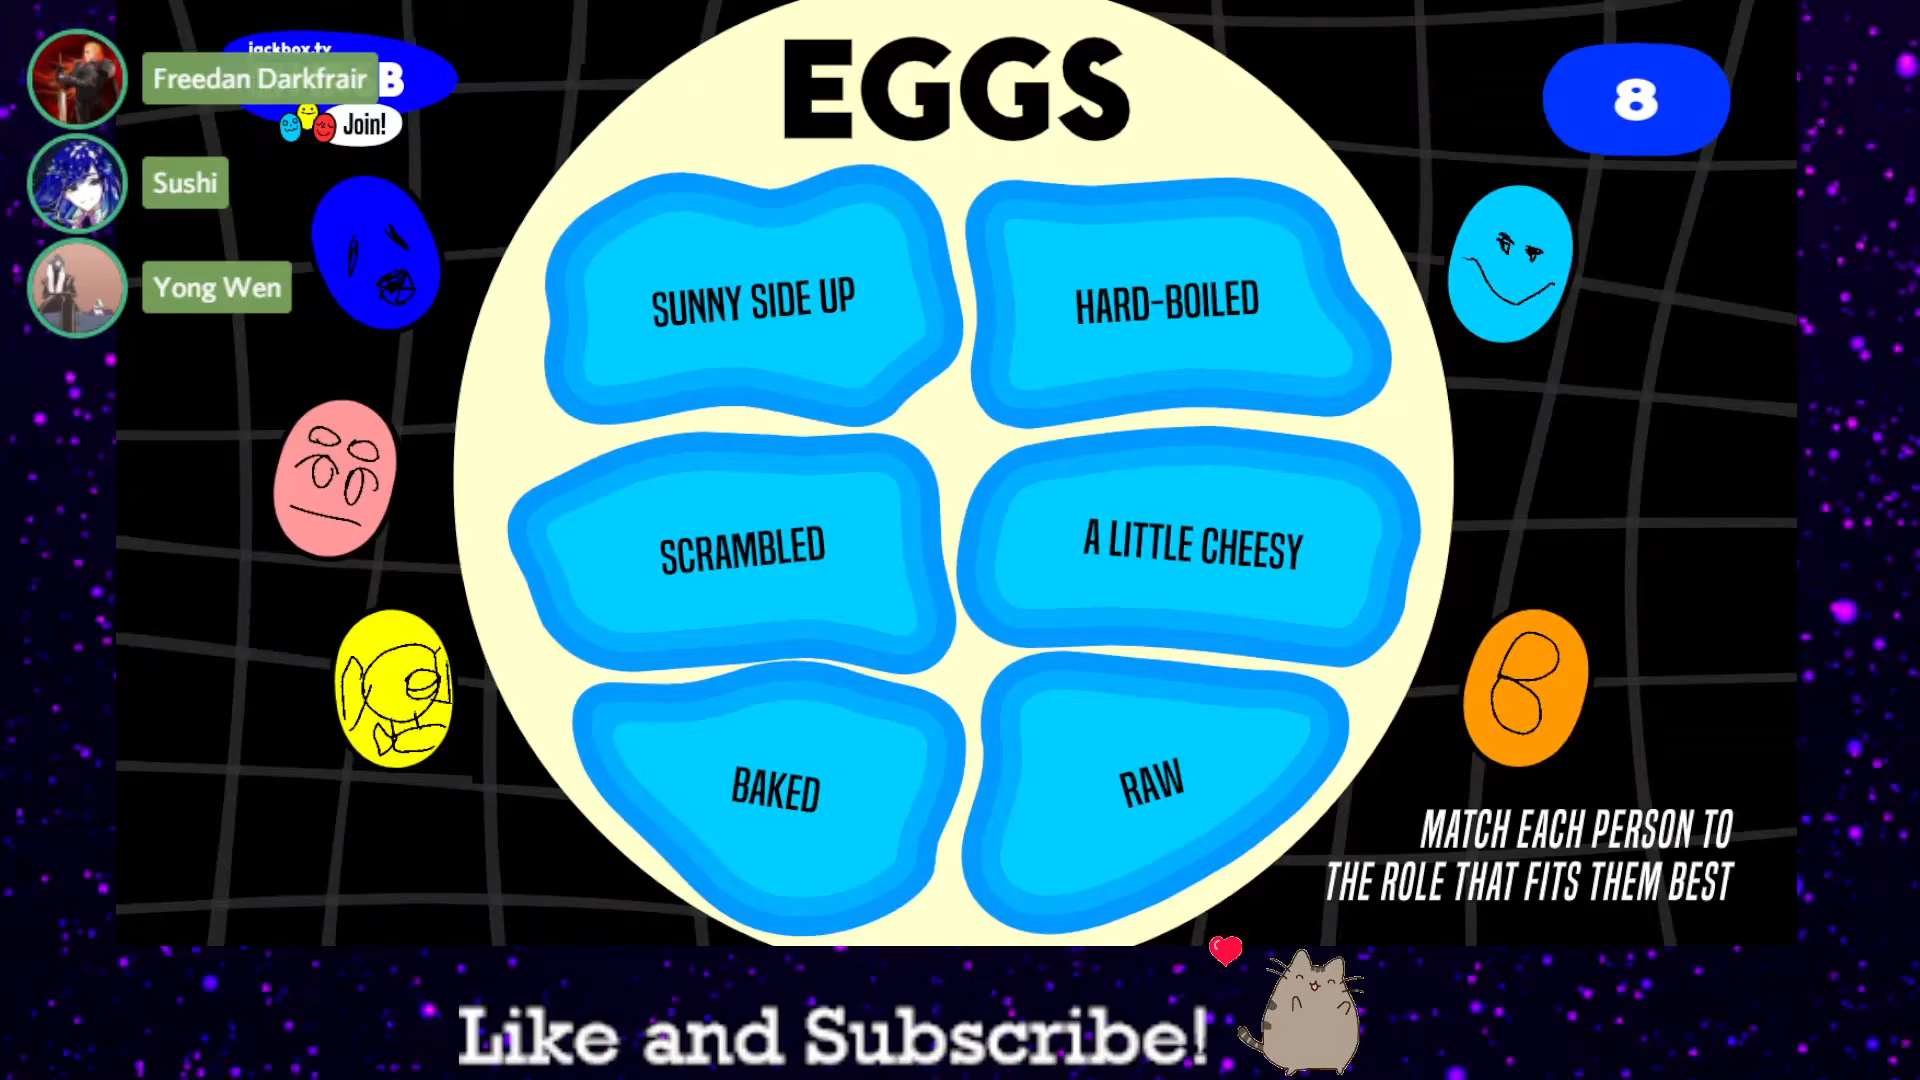 jackbox.tv
Freedan Darkfrair
B
Join!
Sushi
Yong Wen
EGGS
8
SUNNY SIDE UP
HARD-BOILED
SCRAMBLED
A LITTLE CHEESY
BAKED
RAW
B
MATCH EACH PERSON TO
THE ROLE THAT FITS THEM BEST
Like and Subscribe!